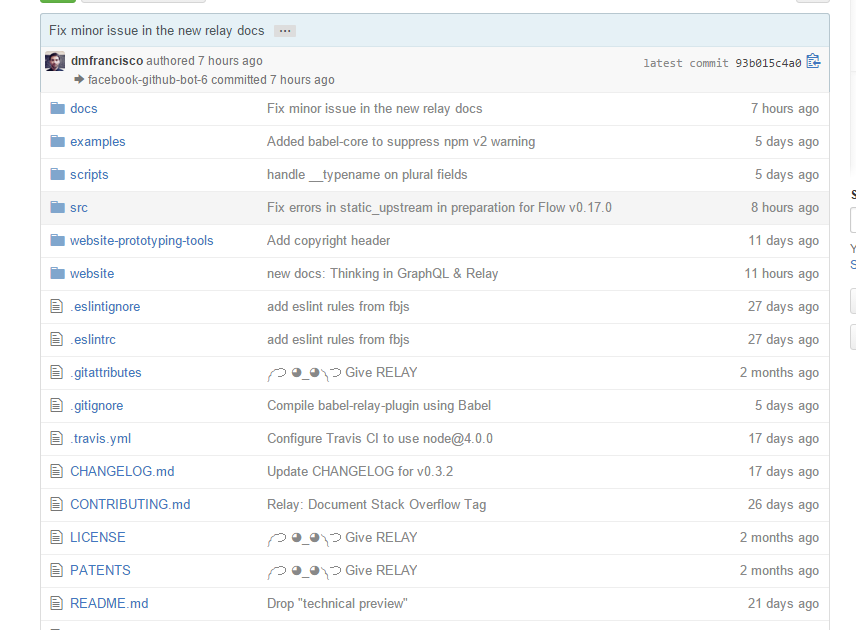 Fix minor issue in the new relay docs ...
dmfrancisco authored 7 hours ago
latest commit 93b015c4a0
facebook-github-bot-6 committed 7 hours ago
docs Fix minor issue in the new relay docs 7 hours ago
examples Added babel-core to suppress npm v2 warning 5 days ago
scripts handle __typename on plural fields 5 days ago
src Fix errors in static_upstream in preparation for Flow v0.17.0 8 hours ago
website-prototyping-tools Add copyright header 11 days ago
website new docs: Thinking in GraphQL & Relay 11 hours ago
.eslintignore add eslint rules from fbjs 27 days ago
.eslintrc add eslint rules from fbjs 27 days ago
.gitattributes ༼⊃ ◕_◕༽⊃ Give RELAY 2 months ago
.gitignore Compile babel-relay-plugin using Babel 5 days ago
.travis.yml Configure Travis CI to use node@4.0.0 17 days ago
CHANGELOG.md Update CHANGELOG for v0.3.2 17 days ago
CONTRIBUTING.md Relay: Document Stack Overflow Tag 26 days ago
LICENSE ༼⊃ ◕_◕༽⊃ Give RELAY 2 months ago
PATENTS ༼⊃ ◕_◕༽⊃ Give RELAY 2 months ago
README.md Drop "technical preview" 21 days ago